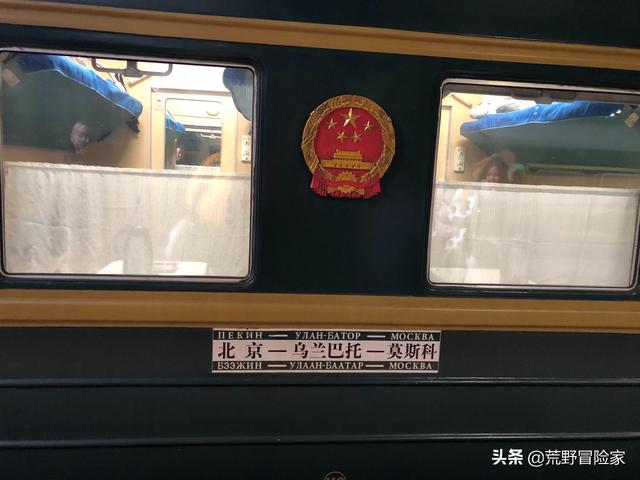 ПЕКИН — УЛАН-БАТОР — МОСКВА
北京 — 乌兰巴托 — 莫斯科
БЭЭЖИН — УЛААН-БААТАР — МОСКВА
头条 @荒野冒险家